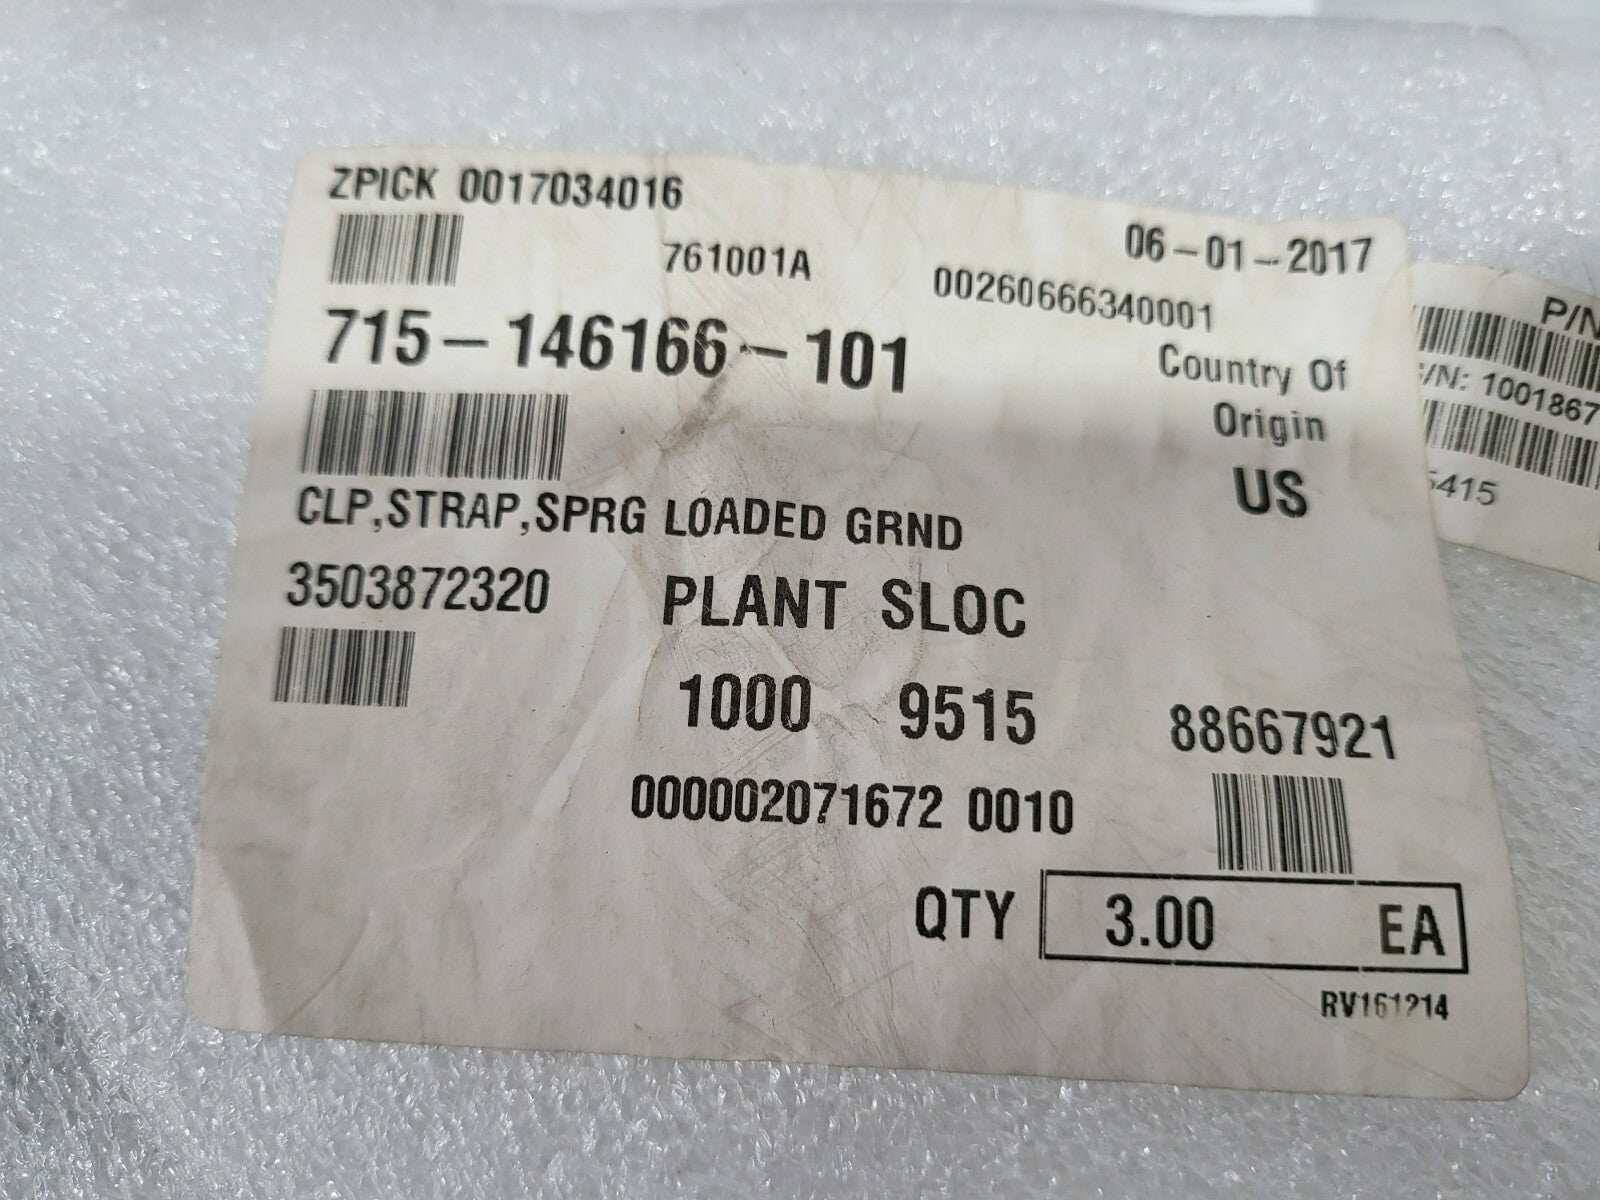 ZPICK 0017034016
06-01-2017
761001A
00260666340001
715-146166-101
Country Of
Origin
US
CLP,STRAP,SPRG LOADED GRND
3503872320
PLANT SLOC
1000 9515
88667921
000002071672 0010
QTY 3.00 EA
RV161214
P/N
/N: 1001867
5415